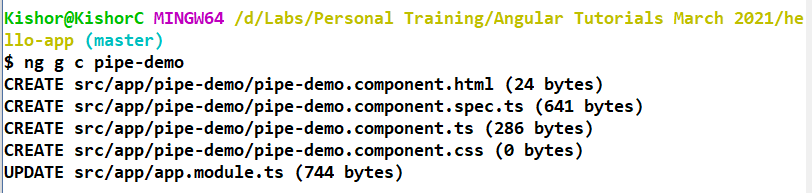 Kishor@KishorC MINGW64 /d/Labs/Personal Training/Angular Tutorials March 2021/he
llo-app (master)
$ ng g c pipe-demo
CREATE src/app/pipe-demo/pipe-demo.component.html (24 bytes)
CREATE src/app/pipe-demo/pipe-demo.component.spec.ts (641 bytes)
CREATE src/app/pipe-demo/pipe-demo.component.ts (286 bytes)
CREATE src/app/pipe-demo/pipe-demo.component.css (0 bytes)
UPDATE src/app/app.module.ts (744 bytes)